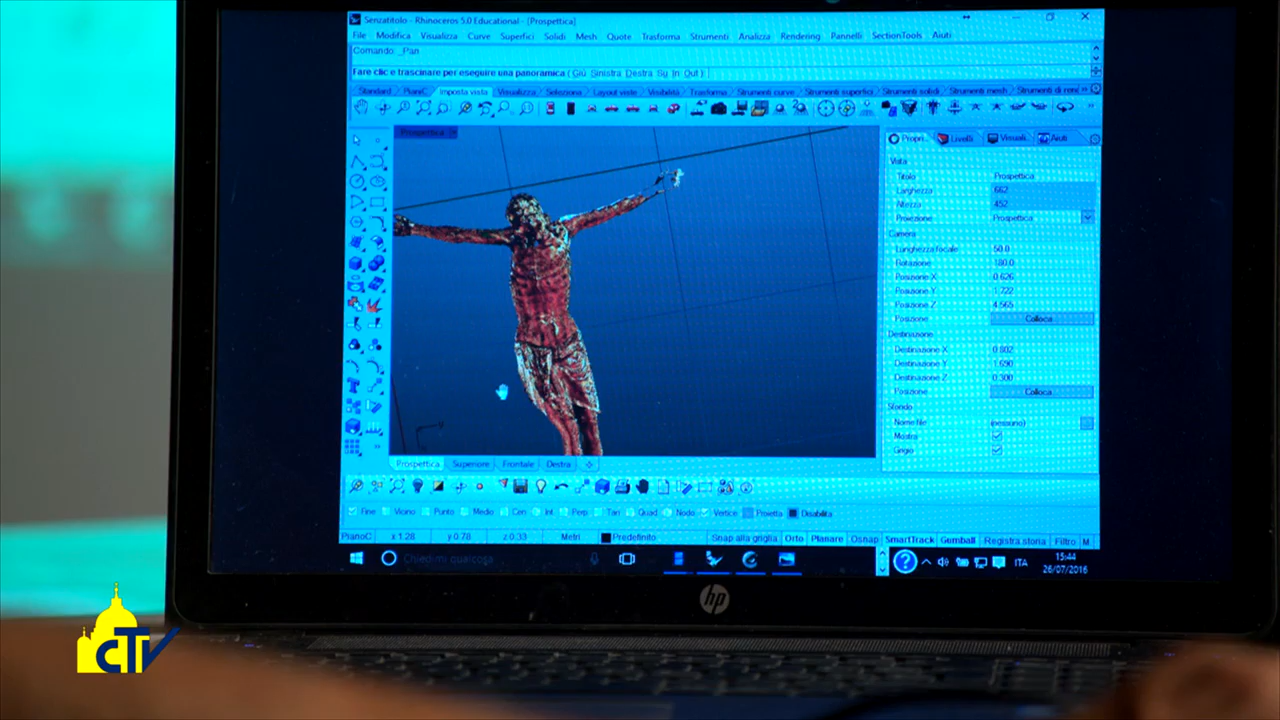 Senzatitolo - Rhinoceros 5.0 Educational - [Prospettica]
File Modifica Visualizza Curve Superfici Solidi Mesh Quote Trasforma Strumenti Analizza Rendering Pannelli SectionTools Aiuti
Comando: _Pan
Fare clic e trascinare per eseguire una panoramica ( Giù Sinistra Destra Su In Out )
Standard PianiC Imposta vista Visualizza Seleziona Layout viste Visibilità Trasforma Strumenti curve Strumenti superfici Strumenti solidi Strumenti mesh Strumenti di ren
Prospettica
Propri.. Livelli Visuali.. Aiuti
Vista
Titolo Prospettica
Larghezza 662
Altezza 452
Proiezione Prospettica
Camera
Lunghezza focale 50.0
Rotazione 180.0
Posizione X 0.626
Posizione Y 1.722
Posizione Z 4.565
Posizione Colloca
Destinazione
Destinazione X 0.802
Destinazione Y 1.690
Destinazione Z 0.300
Posizione Colloca
Sfondo
Nome file (nessuno)
Mostra
Grigio
Prospettica Superiore Frontale Destra
Fine Vicino Punto Medio Cen Int Perp Tan Quad Nodo Vertice Proietta Disabilita
PianoC x 1.28 y 0.78 z 0.33 Metri Predefinito Snap alla griglia Orto Planare Osnap SmartTrack Gumball Registra storia Filtro M
Chiedimi qualcosa ITA 15:44
26/07/2016
hp
CTV